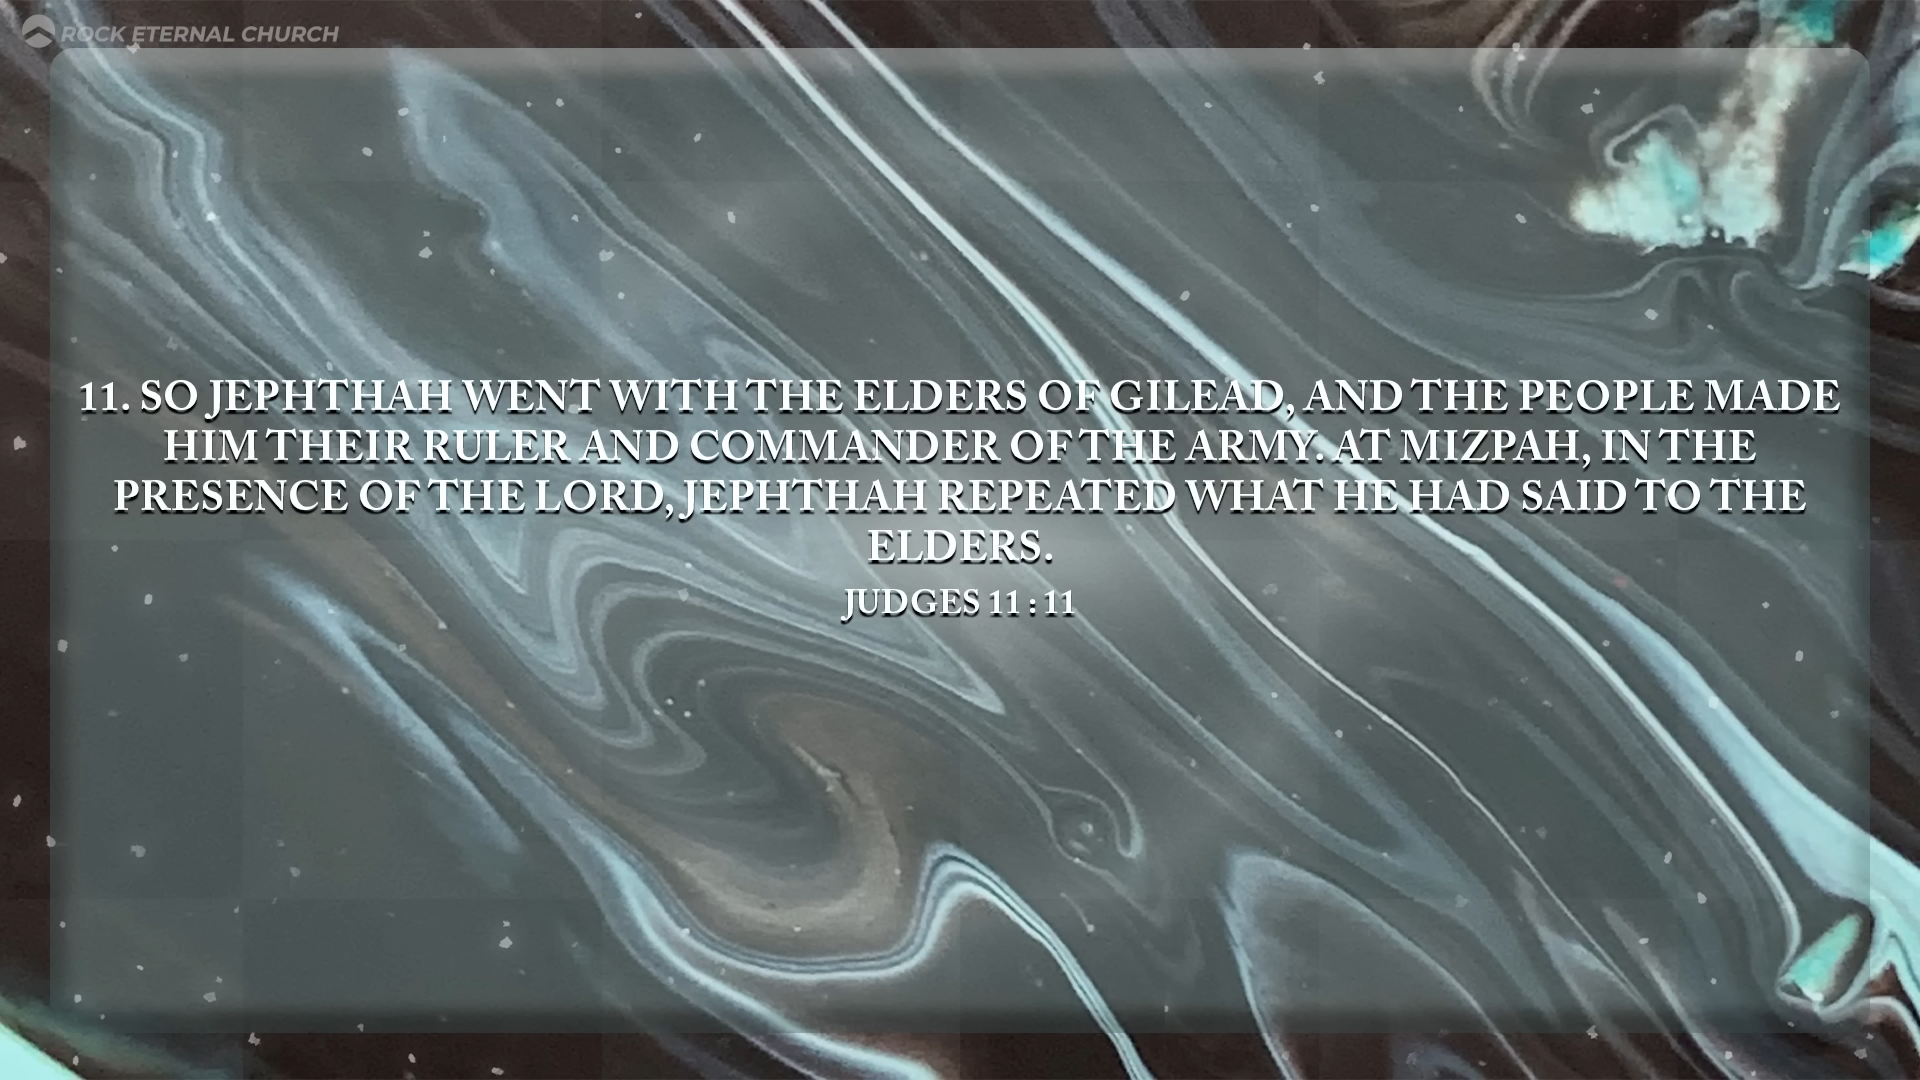 ROCK ETERNAL CHURCH
11. SO JEPHTHAH WENT WITH THE ELDERS OF GILEAD, AND THE PEOPLE MADE
HIM THEIR RULER AND COMMANDER OF THE ARMY. AT MIZPAH, IN THE
PRESENCE OF THE LORD, JEPHTHAH REPEATED WHAT HE HAD SAID TO THE
ELDERS.
JUDGES 11 : 11